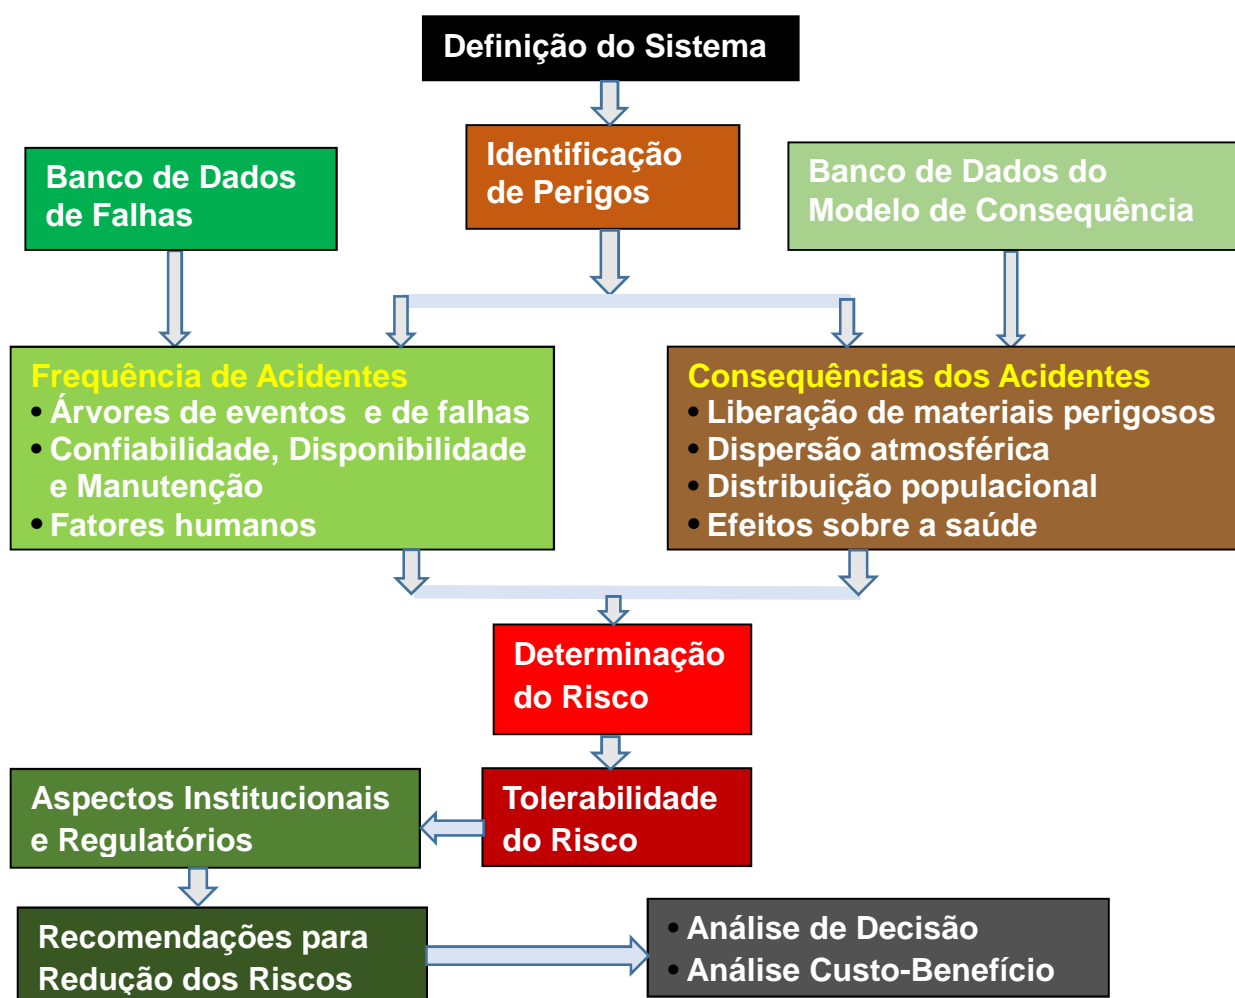 Definição do Sistema
Identificação
de Perigos
Banco de Dados
de Falhas
Banco de Dados do
Modelo de Consequência
Frequência de Acidentes
• Árvores de eventos e de falhas
• Confiabilidade, Disponibilidade
e Manutenção
• Fatores humanos
Consequências dos Acidentes
• Liberação de materiais perigosos
• Dispersão atmosférica
• Distribuição populacional
• Efeitos sobre a saúde
Determinação
do Risco
Tolerabilidade
do Risco
Aspectos Institucionais
e Regulatórios
Recomendações para
Redução dos Riscos
• Análise de Decisão
• Análise Custo-Benefício